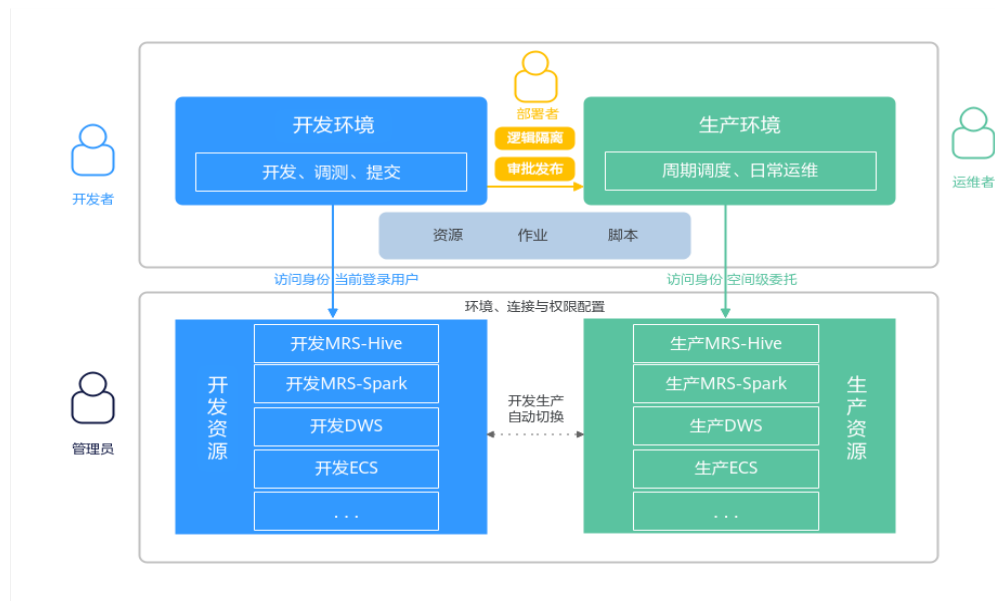 部署者
开发环境
逻辑隔离
生产环境
开发、调测、提交
审批发布
周期调度、日常运维
开发者
运维者
资源
作业
脚本
访问身份 当前登录用户
访问身份 空间级委托
环境、连接与权限配置
开发资源
开发MRS-Hive
开发MRS-Spark
开发DWS
开发ECS
...
开发生产
自动切换
生产MRS-Hive
生产MRS-Spark
生产DWS
生产ECS
...
生产资源
管理员